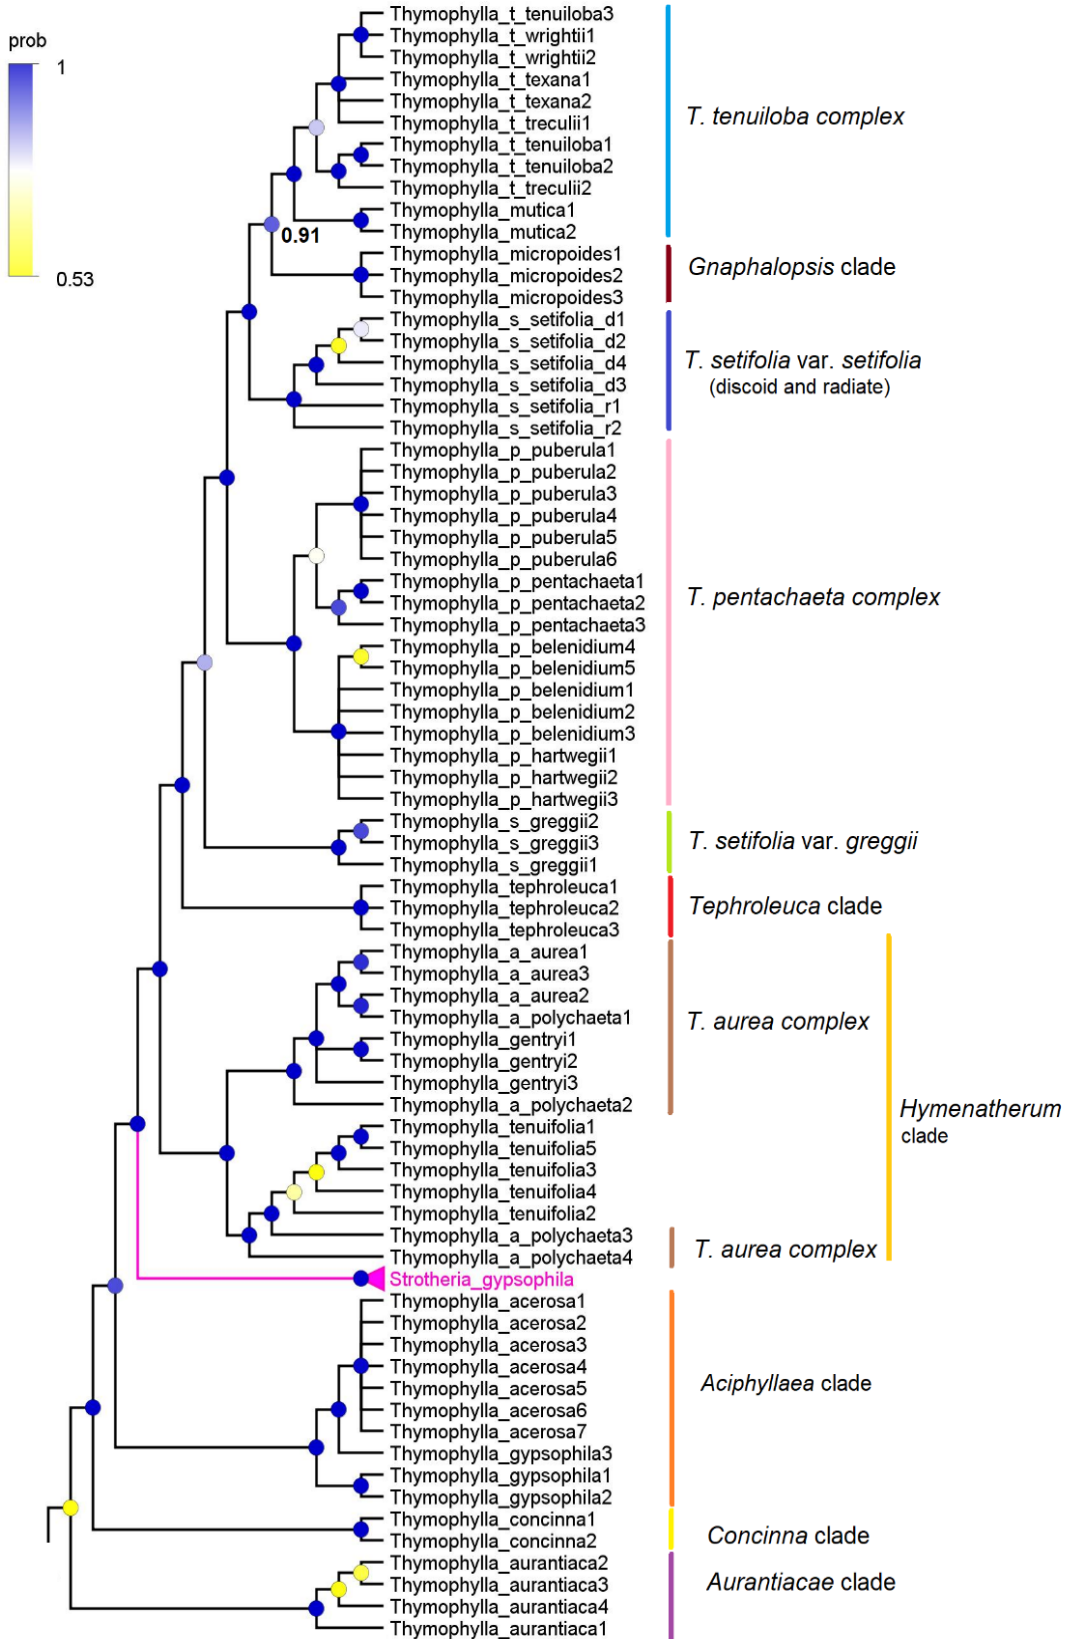 prob
1
0.53
Thymophylla_t_tenuiloba3
Thymophylla_t_wrightii1
Thymophylla_t_wrightii2
Thymophylla_t_texana1
Thymophylla_t_texana2
Thymophylla_t_treculii1
Thymophylla_t_tenuiloba1
Thymophylla_t_tenuiloba2
Thymophylla_t_treculii2
Thymophylla_mutica1
Thymophylla_mutica2
T. tenuiloba complex
0.91
Thymophylla_micropoides1
Thymophylla_micropoides2
Thymophylla_micropoides3
Gnaphalopsis clade
Thymophylla_s_setifolia_d1
Thymophylla_s_setifolia_d2
Thymophylla_s_setifolia_d4
Thymophylla_s_setifolia_d3
Thymophylla_s_setifolia_r1
Thymophylla_s_setifolia_r2
T. setifolia var. setifolia
(discoid and radiate)
Thymophylla_p_puberula1
Thymophylla_p_puberula2
Thymophylla_p_puberula3
Thymophylla_p_puberula4
Thymophylla_p_puberula5
Thymophylla_p_puberula6
Thymophylla_p_pentachaeta1
Thymophylla_p_pentachaeta2
Thymophylla_p_pentachaeta3
Thymophylla_p_belenidium4
Thymophylla_p_belenidium5
Thymophylla_p_belenidium1
Thymophylla_p_belenidium2
Thymophylla_p_belenidium3
Thymophylla_p_hartwegii1
Thymophylla_p_hartwegii2
Thymophylla_p_hartwegii3
T. pentachaeta complex
Thymophylla_s_greggii2
Thymophylla_s_greggii3
Thymophylla_s_greggii1
T. setifolia var. greggii
Thymophylla_tephroleuca1
Thymophylla_tephroleuca2
Thymophylla_tephroleuca3
Tephroleuca clade
Thymophylla_a_aurea1
Thymophylla_a_aurea3
Thymophylla_a_aurea2
Thymophylla_a_polychaeta1
Thymophylla_gentryi1
Thymophylla_gentryi2
Thymophylla_gentryi3
Thymophylla_a_polychaeta2
T. aurea complex
Thymophylla_tenuifolia1
Thymophylla_tenuifolia5
Thymophylla_tenuifolia3
Thymophylla_tenuifolia4
Thymophylla_tenuifolia2
Thymophylla_a_polychaeta3
Thymophylla_a_polychaeta4
T. aurea complex
Hymenatherum
clade
Strotheria_gypsophila
Thymophylla_acerosa1
Thymophylla_acerosa2
Thymophylla_acerosa3
Thymophylla_acerosa4
Thymophylla_acerosa5
Thymophylla_acerosa6
Thymophylla_acerosa7
Thymophylla_gypsophila3
Thymophylla_gypsophila1
Thymophylla_gypsophila2
Aciphyllaea clade
Thymophylla_concinna1
Thymophylla_concinna2
Concinna clade
Thymophylla_aurantiaca2
Thymophylla_aurantiaca3
Thymophylla_aurantiaca4
Thymophylla_aurantiaca1
Aurantiacae clade